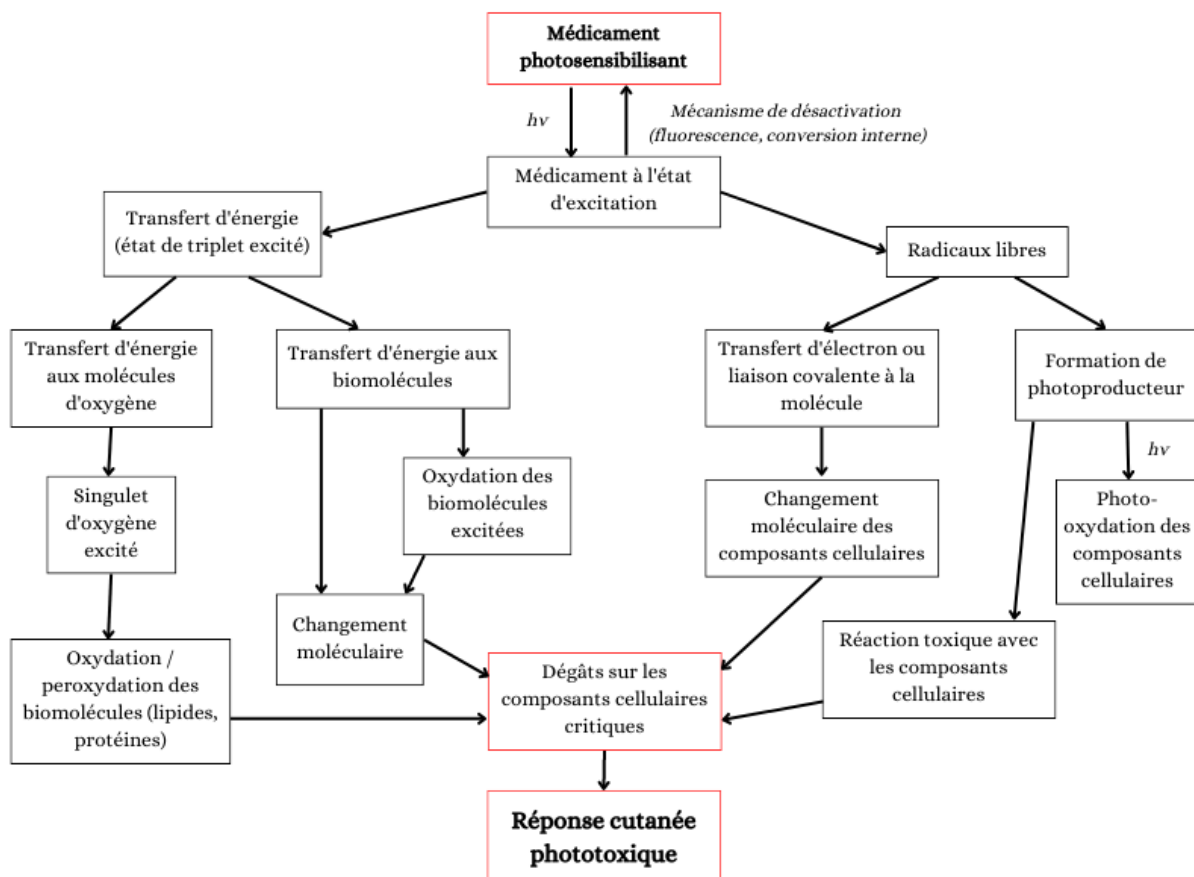 Médicament
photosensibilisant
hv
Mécanisme de désactivation
(fluorescence, conversion interne)
Médicament à l'état
d'excitation
Transfert d'énergie
(état de triplet excité)
Radicaux libres
Transfert d'énergie
aux molécules
d'oxygène
Transfert d'énergie aux
biomolécules
Transfert d'électron ou
liaison covalente à la
molécule
Formation de
photoproducteur
hv
Singulet
d'oxygène
excité
Oxydation des
biomolécules
excitées
Changement
moléculaire des
composants cellulaires
Photo-
oxydation des
composants
cellulaires
Changement
moléculaire
Oxydation /
peroxydation des
biomolécules (lipides,
protéines)
Dégâts sur les
composants cellulaires
critiques
Réaction toxique avec
les composants
cellulaires
Réponse cutanée
phototoxique